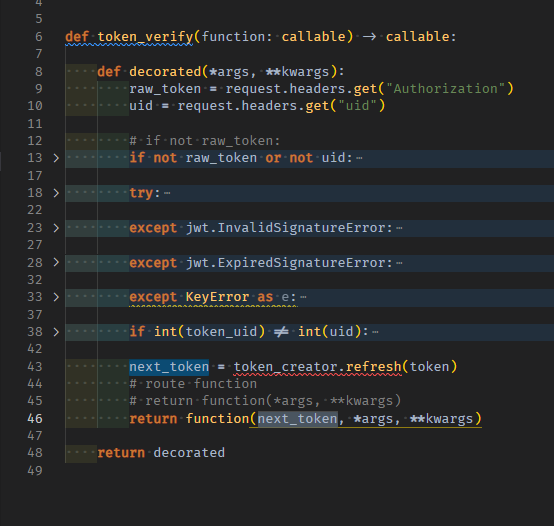 4
5
6 def token_verify(function: callable) -> callable:
7
8 def decorated(*args, **kwargs):
9 raw_token = request.headers.get("Authorization")
10 uid = request.headers.get("uid")
11
12 # if not raw_token:
13 > if not raw_token or not uid:…
17
18 > try:…
22
23 > except jwt.InvalidSignatureError:…
27
28 > except jwt.ExpiredSignatureError:…
32
33 > except KeyError as e:…
37
38 > if int(token_uid) != int(uid):…
42
43 next_token = token_creator.refresh(token)
44 # route function
45 # return function(*args, **kwargs)
46 return function(next_token, *args, **kwargs)
47
48 return decorated
49